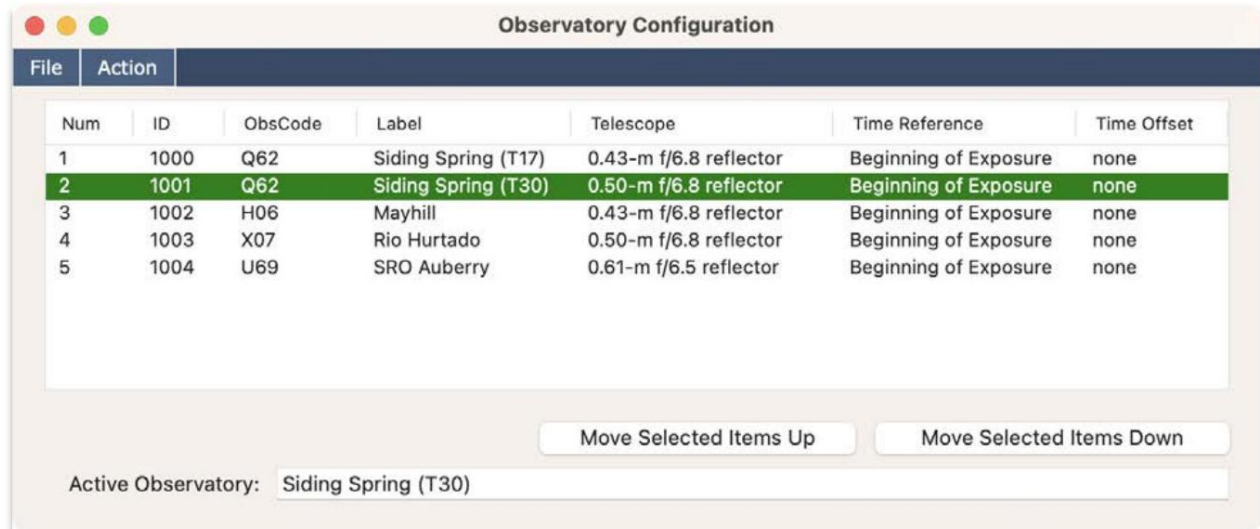 Observatory Configuration
File Action
Num ID ObsCode Label Telescope Time Reference Time Offset
1 1000 Q62 Siding Spring (T17) 0.43-m f/6.8 reflector Beginning of Exposure none
2 1001 Q62 Siding Spring (T30) 0.50-m f/6.8 reflector Beginning of Exposure none
3 1002 H06 Mayhill 0.43-m f/6.8 reflector Beginning of Exposure none
4 1003 X07 Rio Hurtado 0.50-m f/6.8 reflector Beginning of Exposure none
5 1004 U69 SRO Auberry 0.61-m f/6.5 reflector Beginning of Exposure none
Move Selected Items Up Move Selected Items Down
Active Observatory: Siding Spring (T30)